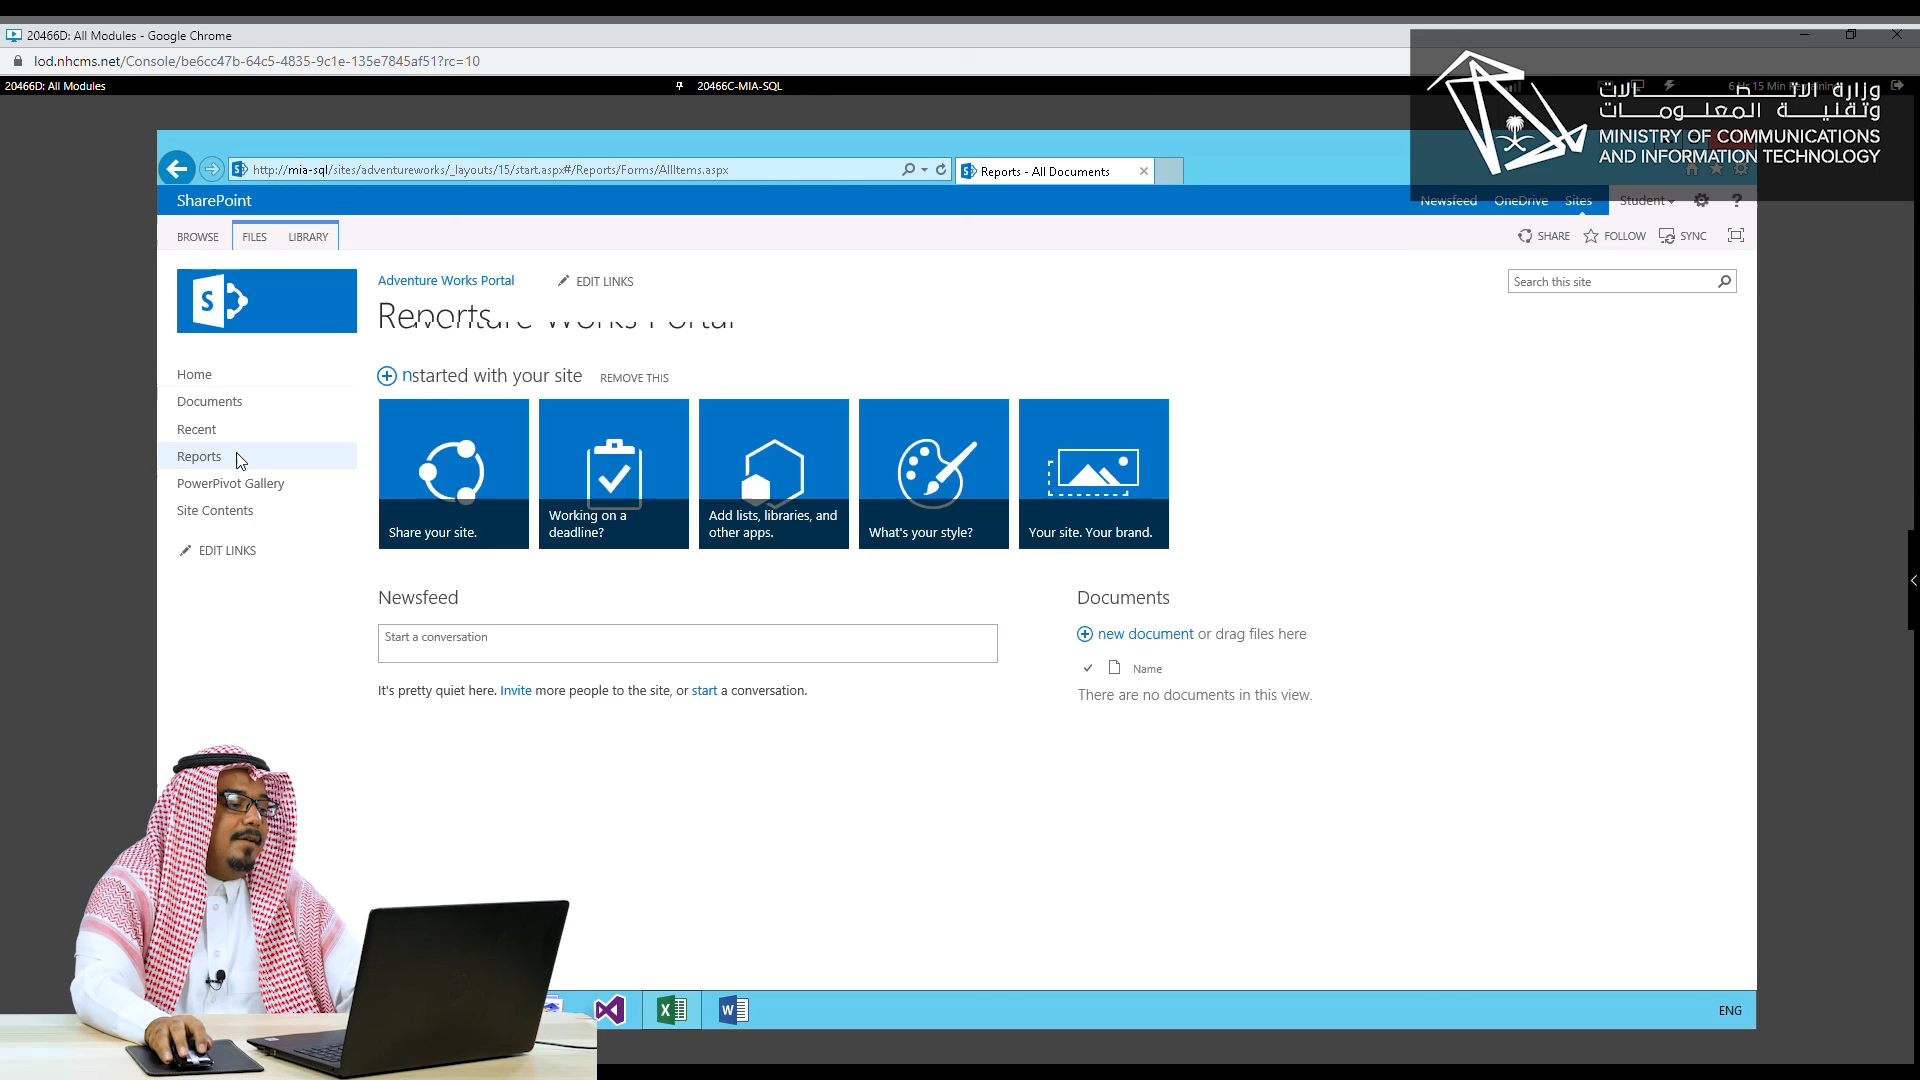 20466D: All Modules - Google Chrome
lod.nhcms.net/Console/be6cc47b-64c5-4835-9c1e-135e7845af51?rc=10
20466D: All Modules
20466C-MIA-SQL
وزارة الاتصالات
وتقنية المعلومات
MINISTRY OF COMMUNICATIONS
AND INFORMATION TECHNOLOGY
http://mia-sql/sites/adventureworks/_layouts/15/start.aspx#/Reports/Forms/AllItems.aspx
Reports - All Documents
SharePoint
Newsfeed OneDrive Sites Student
BROWSE FILES LIBRARY
SHARE FOLLOW SYNC
Adventure Works Portal EDIT LINKS
Search this site
Reports
Works Portal
Home
Documents
Recent
Reports
PowerPivot Gallery
Site Contents
EDIT LINKS
started with your site REMOVE THIS
Share your site.
Working on a
deadline?
Add lists, libraries, and
other apps.
What's your style?
Your site. Your brand.
Newsfeed
Start a conversation
It's pretty quiet here. Invite more people to the site, or start a conversation.
Documents
new document or drag files here
Name
There are no documents in this view.
ENG